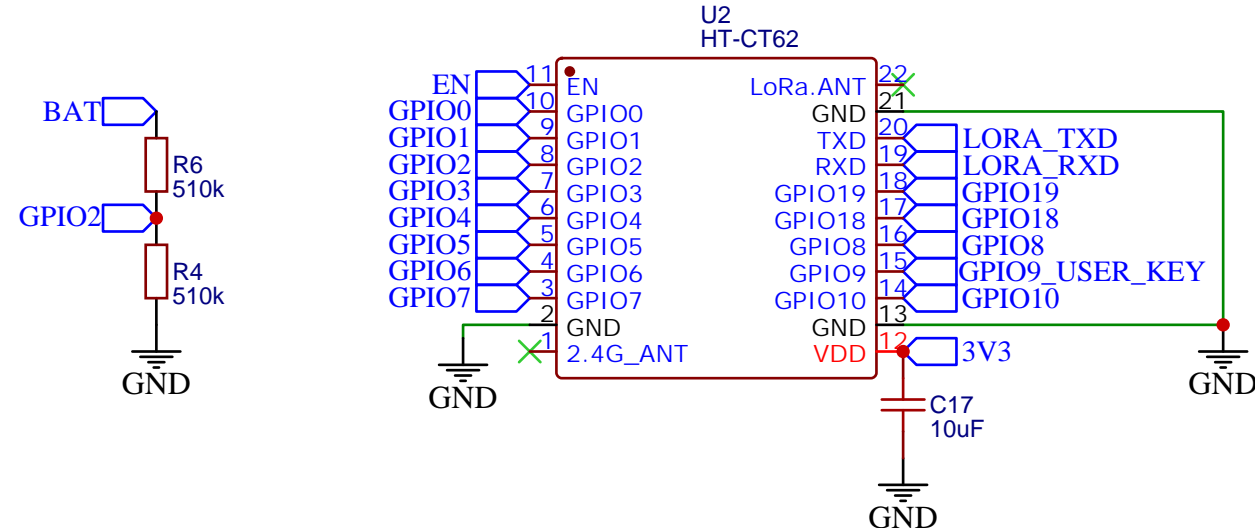 U2
HT-CT62
BAT
R6
510k
GPIO2
R4
510k
GND
EN 11 EN
GPIO0 10 GPIO0
GPIO1 9 GPIO1
GPIO2 8 GPIO2
GPIO3 7 GPIO3
GPIO4 6 GPIO4
GPIO5 5 GPIO5
GPIO6 4 GPIO6
GPIO7 3 GPIO7
2 GND
1 2.4G_ANT
GND
LoRa.ANT 22
GND 21
TXD 20 LORA_TXD
RXD 19 LORA_RXD
GPIO19 18 GPIO19
GPIO18 17 GPIO18
GPIO8 16 GPIO8
GPIO9 15 GPIO9_USER_KEY
GPIO10 14 GPIO10
GND 13
VDD 12 3V3
GND
C17
10uF
GND